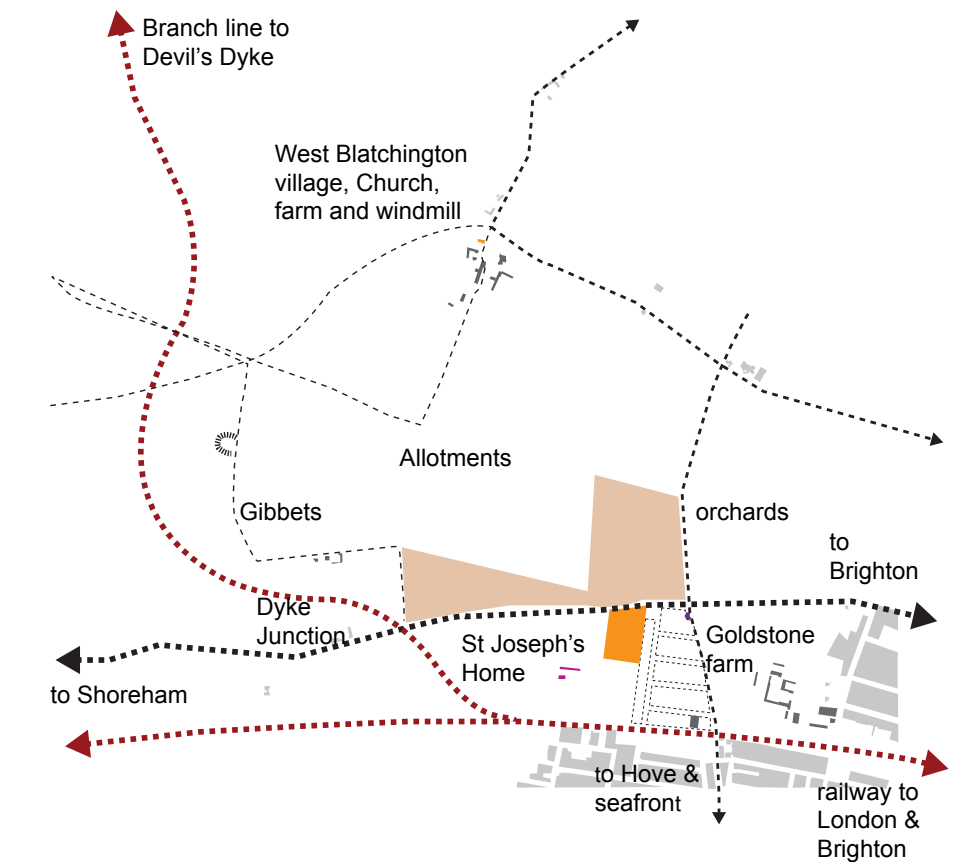 Branch line to
Devil’s Dyke
West Blatchington
village, Church,
farm and windmill
Allotments
Gibbets
orchards
to
Brighton
Dyke
Junction
St Joseph’s
Home
Goldstone
farm
to Shoreham
to Hove &
seafront
railway to
London &
Brighton